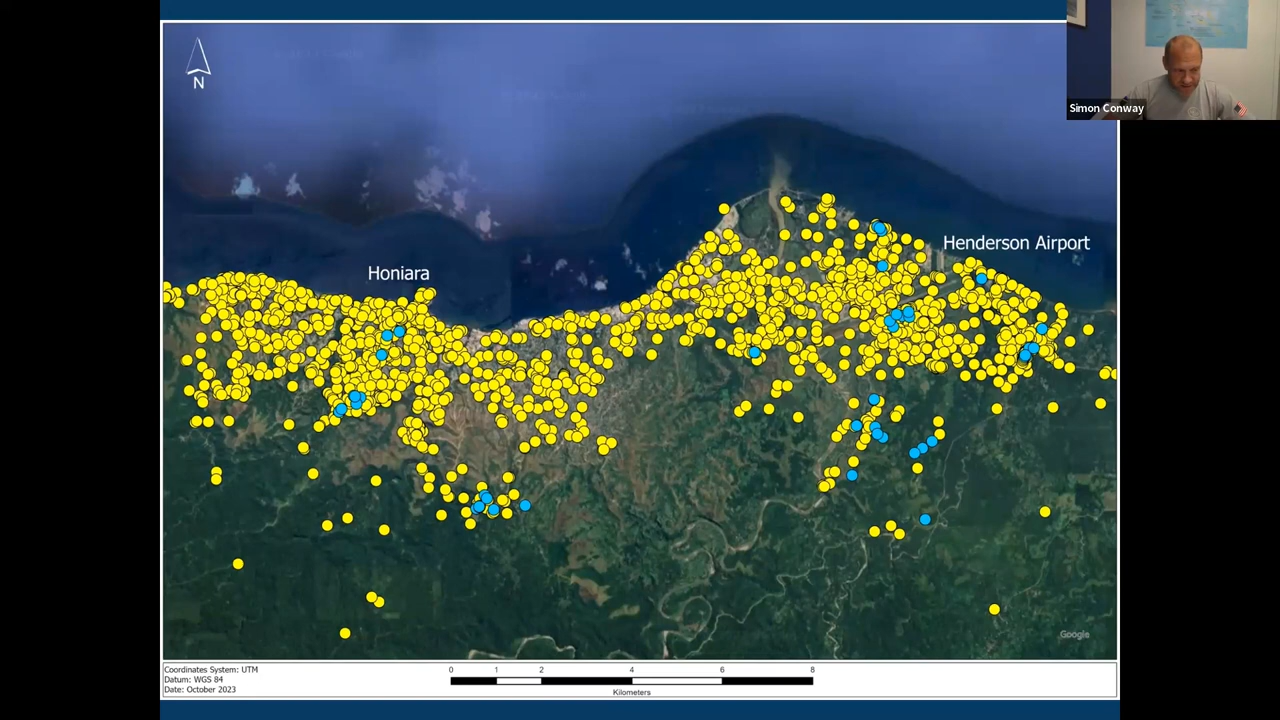 N
Simon Conway
Henderson Airport
Honiara
Google
Coordinates System: UTM
Datum: WGS 84
Date: October 2023
0 1 2 4 6 8
Kilometers